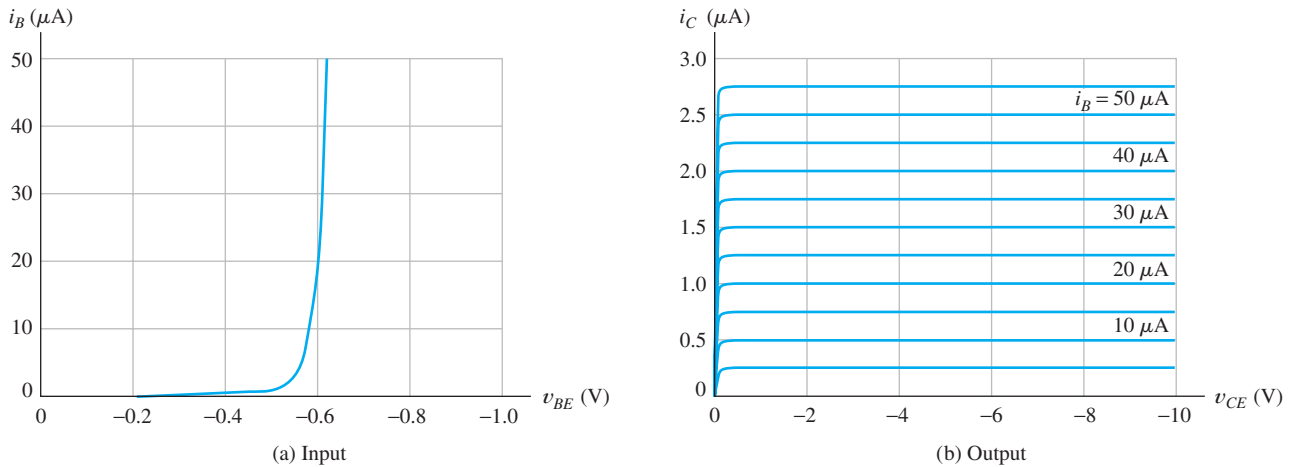 i_B (μA)
50
40
30
20
10
0
0
−0.2
−0.4
−0.6
−0.8
−1.0
v_BE (V)
(a) Input
i_C (μA)
3.0
2.5
2.0
1.5
1.0
0.5
0
0
−2
−4
−6
−8
−10
v_CE (V)
i_B = 50 μA
40 μA
30 μA
20 μA
10 μA
(b) Output